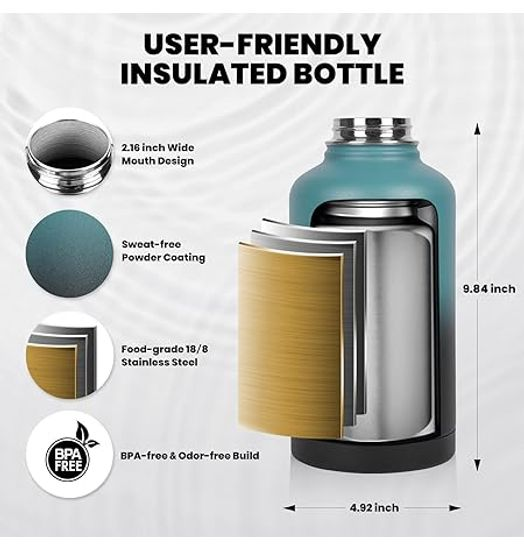 USER-FRIENDLY
INSULATED BOTTLE
2.16 inch Wide
Mouth Design
Sweat-free
Powder Coating
9.84 inch
Food-grade 18/8
Stainless Steel
BPA
FREE
BPA-free & Odor-free Build
4.92 inch